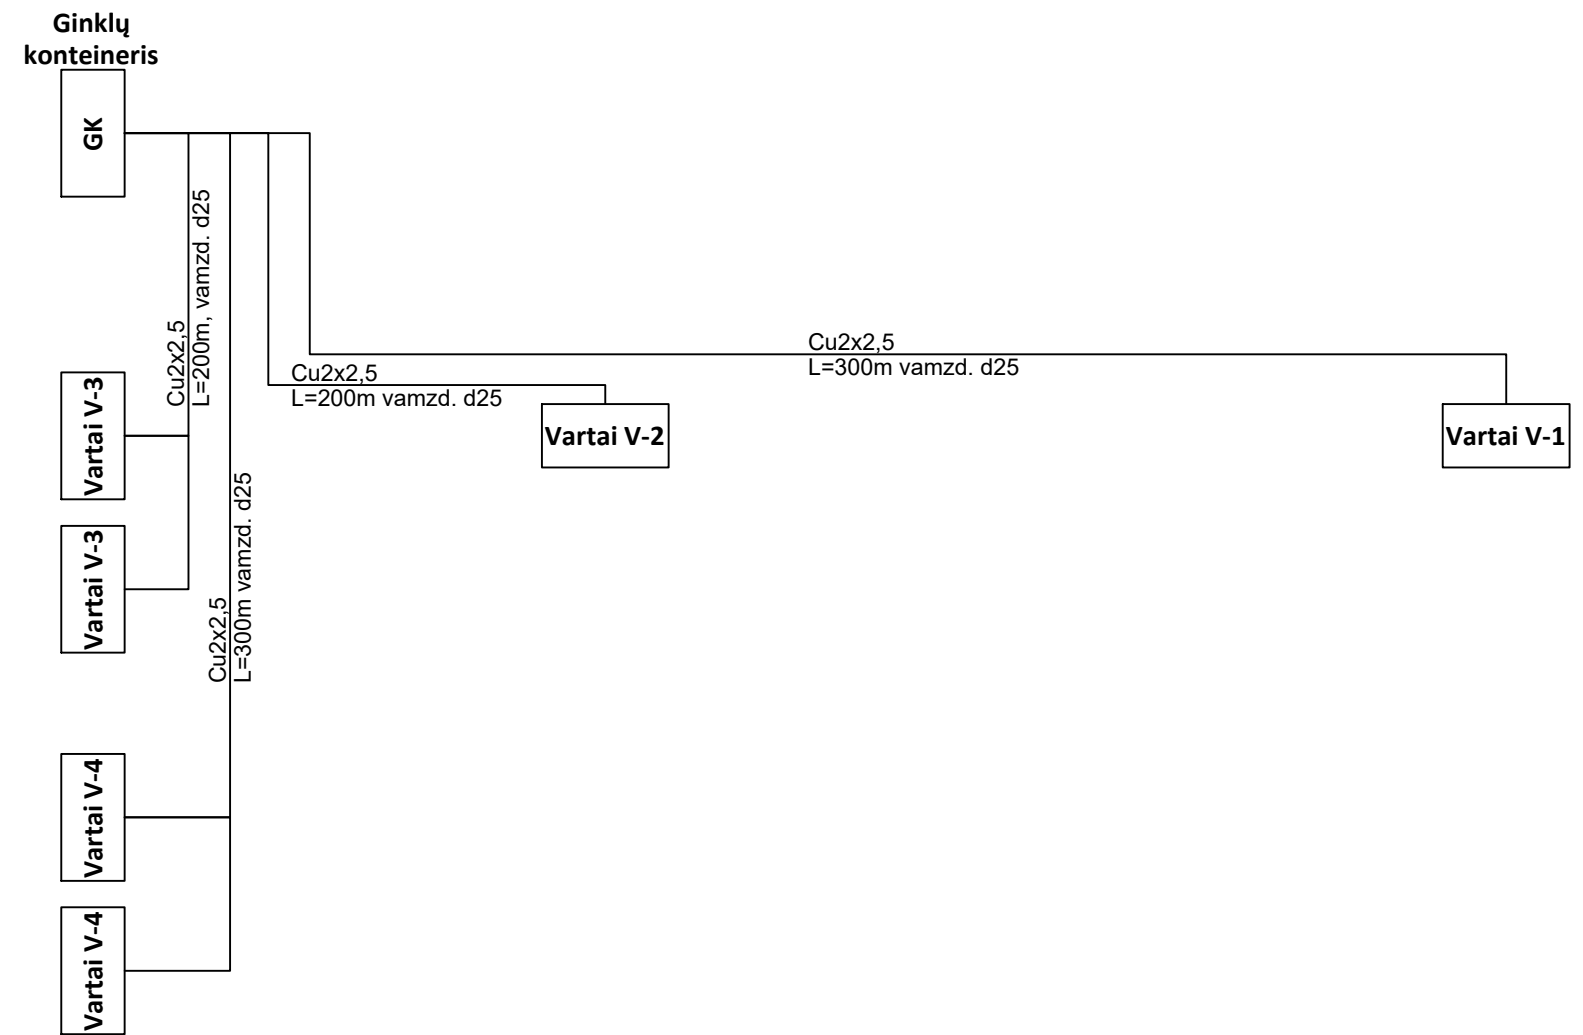 Ginklų
konteineris
GK
Cu2x2,5
L=200m, vamzd. d25
Cu2x2,5
L=300m vamzd. d25
Cu2x2,5
L=200m vamzd. d25
Vartai V-3
Vartai V-2
Vartai V-1
Vartai V-3
Cu2x2,5
L=300m vamzd. d25
Vartai V-4
Vartai V-4